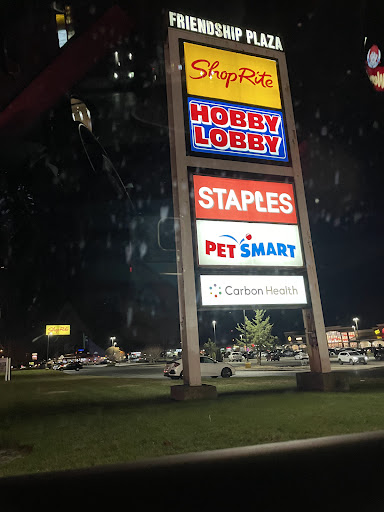 FRIENDSHIP PLAZA
ShopRite
HOBBY
LOBBY
STAPLES
PETSMART
Carbon Health